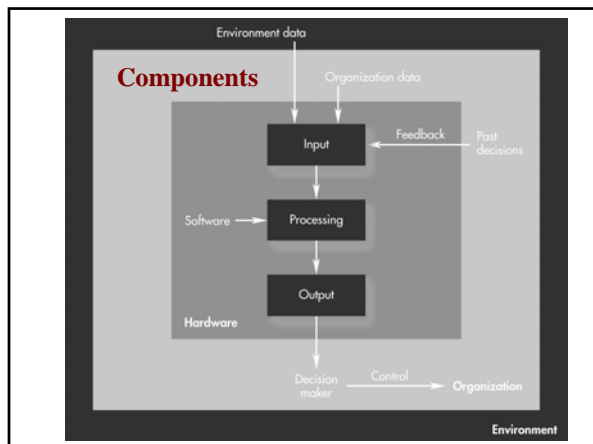 Environment data
Components
Organization data
Input
Feedback
Past
decisions
Software
Processing
Output
Hardware
Decision
maker
Control
Organization
Environment